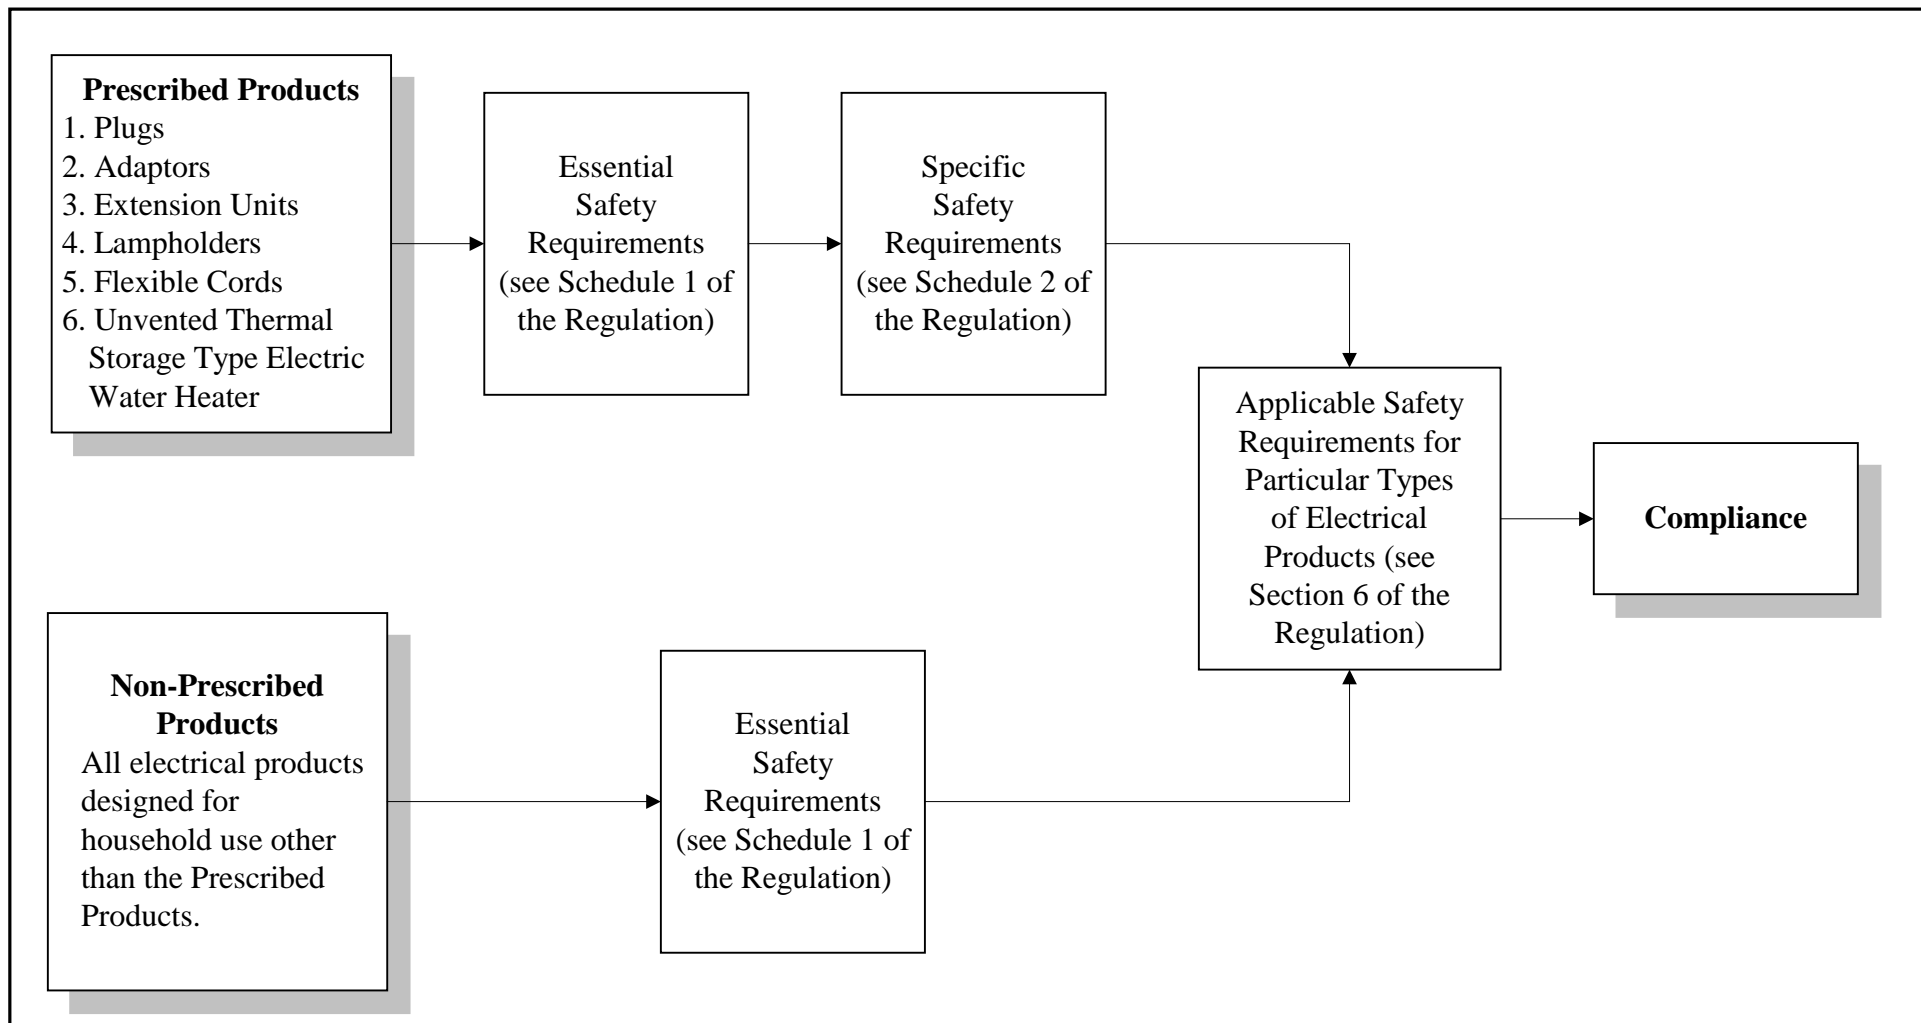 Prescribed Products
1. Plugs
2. Adaptors
3. Extension Units
4. Lampholders
5. Flexible Cords
6. Unvented Thermal
Storage Type Electric
Water Heater
Essential
Safety
Requirements
(see Schedule 1 of
the Regulation)
Specific
Safety
Requirements
(see Schedule 2 of
the Regulation)
Applicable Safety
Requirements for
Particular Types
of Electrical
Products (see
Section 6 of the
Regulation)
Compliance
Non-Prescribed
Products
All electrical products
designed for
household use other
than the Prescribed
Products.
Essential
Safety
Requirements
(see Schedule 1 of
the Regulation)